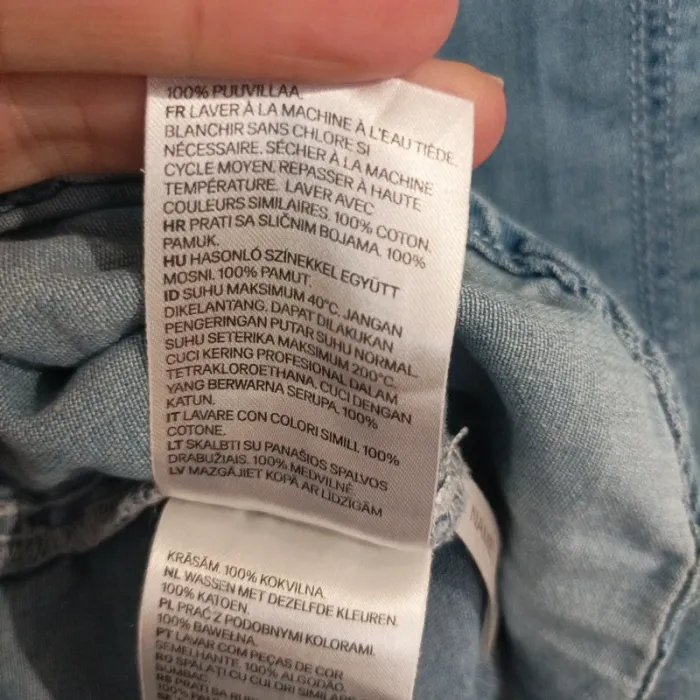 100% PUUVILLAA.
FR LAVER À LA MACHINE À L'EAU TIÈDE.
BLANCHIR SANS CHLORE SI
NÉCESSAIRE. SÉCHER À LA MACHINE
CYCLE MOYEN. REPASSER À HAUTE
TEMPÉRATURE. LAVER AVEC
COULEURS SIMILAIRES. 100% COTON.
HR PRATI SA SLIČNIM BOJAMA. 100%
PAMUK.
HU HASONLÓ SZÍNEKKEL EGYÜTT
MOSNI. 100% PAMUT.
ID SUHU MAKSIMUM 40°C. JANGAN
DIKELANTANG. DAPAT DILAKUKAN
PENGERINGAN PUTAR SUHU NORMAL.
SUHU SETERIKA MAKSIMUM 200°C.
CUCI KERING PROFESIONAL DALAM
TETRAKLOROETHANA. CUCI DENGAN
YANG BERWARNA SERUPA. 100%
KATUN.
IT LAVARE CON COLORI SIMILI. 100%
COTONE.
LT SKALBTI SU PANAŠIOS SPALVOS
DRABUŽIAIS. 100% MEDVILNĖ
LV MAZGĀJIET KOPĀ AR LĪDZĪGĀM
KRĀSĀM. 100% KOKVILNA.
NL WASSEN MET DEZELFDE KLEUREN.
100% KATOEN.
PL PRAĆ Z PODOBNYMI KOLORAMI.
100% BAWEŁNA.
PT LAVAR COM PEÇAS DE COR
SEMELHANTE. 100% ALGODÃO.
RO SPĂLAȚI CU CULORI SIMILARE
BUMBAC
RS PRATI SA